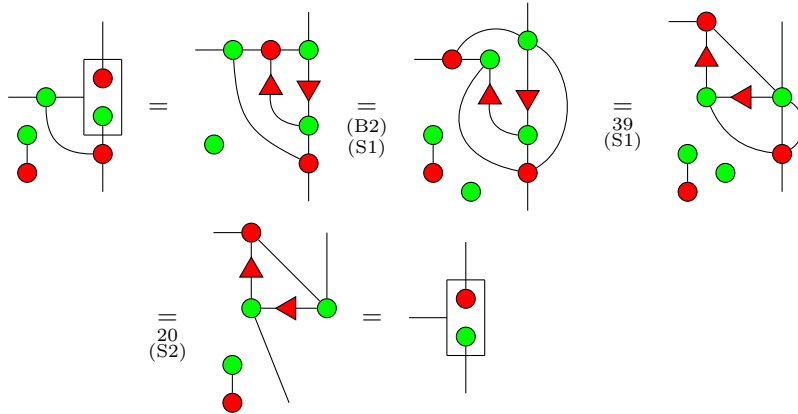 =
=
(B2)
(S1)
=
39
(S1)
=
20
(S2)
=